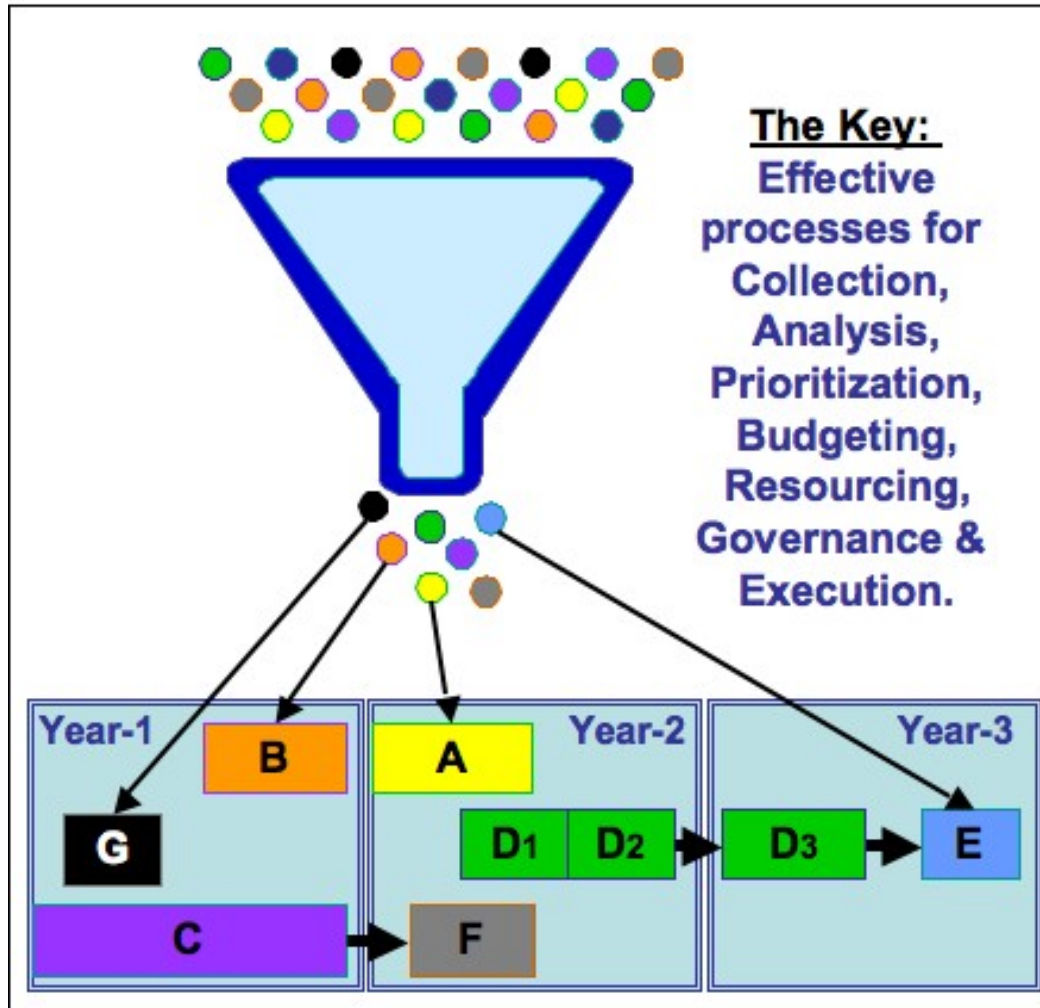 The Key:
Effective
processes for
Collection,
Analysis,
Prioritization,
Budgeting,
Resourcing,
Governance &
Execution.
Year-1
Year-2
Year-3
B
A
G
D1
D2
D3
E
C
F